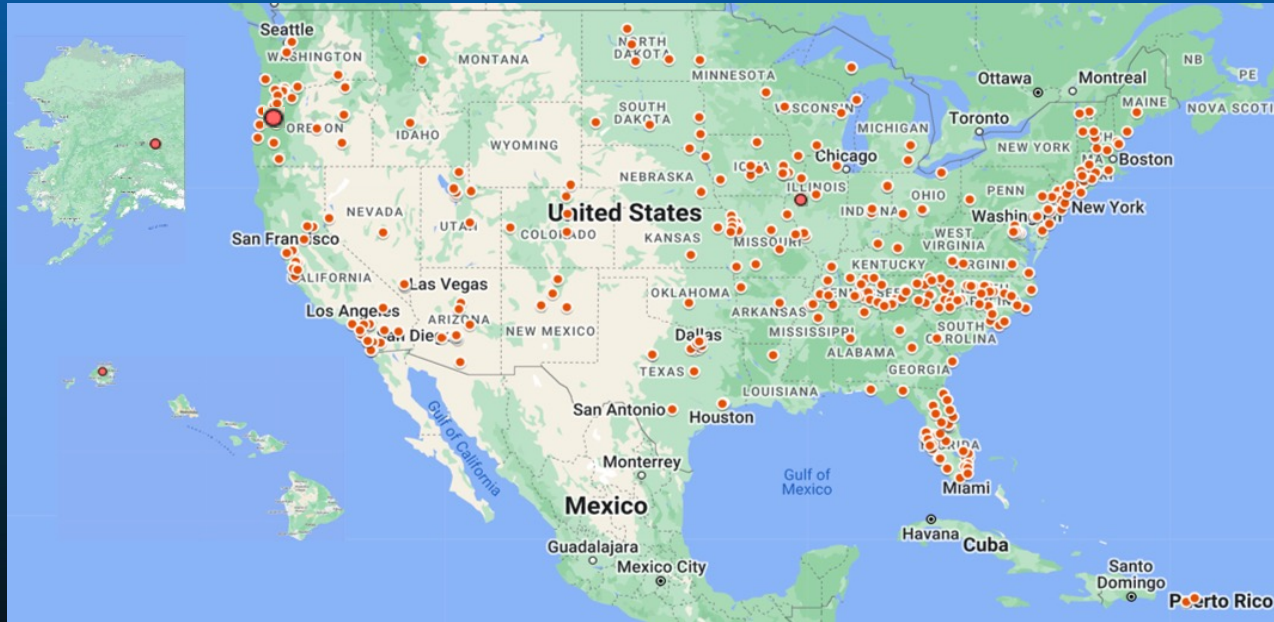 Seattle
WASHINGTON
MONTANA
NORTH
DAKOTA
MINNESOTA
Ottawa
Montreal
NB
PE
MAINE
NOVA SCOTI
OREGON
IDAHO
WYOMING
SOUTH
DAKOTA
WISCONSIN
MICHIGAN
Toronto
NEW YORK
Boston
NEBRASKA
IOWA
Chicago
ILLINOIS
OHIO
PENN
New York
NEVADA
UTAH
COLORADO
United States
KANSAS
MISSOURI
INDIANA
WEST
VIRGINIA
San Francisco
CALIFORNIA
Las Vegas
KENTUCKY
Los Angeles
ARIZONA
NEW MEXICO
OKLAHOMA
ARKANSAS
MISSISSIPPI
SOUTH
CAROLINA
San Diego
Dallas
TEXAS
ALABAMA
GEORGIA
LOUISIANA
San Antonio
Houston
FLORIDA
Gulf of California
Monterrey
Gulf of
Mexico
Miami
Mexico
Havana
Cuba
Guadalajara
Mexico City
Santo
Domingo
Puerto Rico